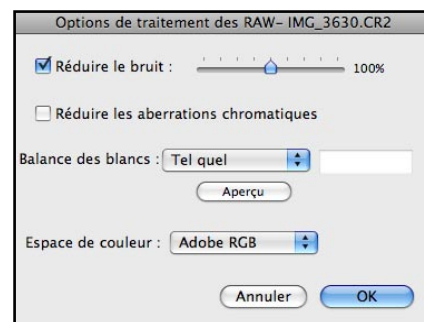 Options de traitement des RAW- IMG_3630.CR2
Réduire le bruit : 100%
Réduire les aberrations chromatiques
Balance des blancs : Tel quel
Aperçu
Espace de couleur : Adobe RGB
Annuler OK